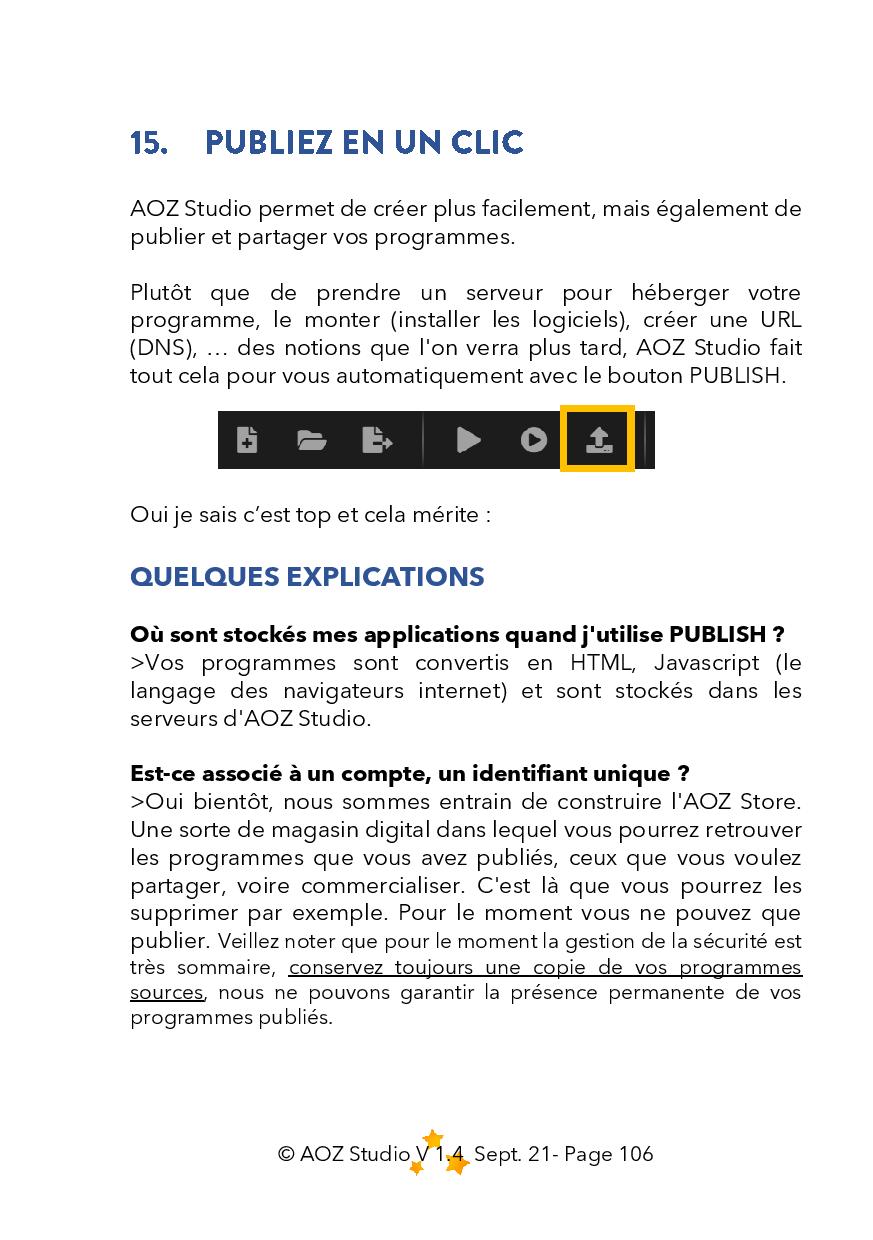 15. PUBLIEZ EN UN CLIC
AOZ Studio permet de créer plus facilement, mais également de
publier et partager vos programmes.
Plutôt que de prendre un serveur pour héberger votre
programme, le monter (installer les logiciels), créer une URL
(DNS), … des notions que l'on verra plus tard, AOZ Studio fait
tout cela pour vous automatiquement avec le bouton PUBLISH.
Oui je sais c’est top et cela mérite :
QUELQUES EXPLICATIONS
Où sont stockés mes applications quand j'utilise PUBLISH ?
>Vos programmes sont convertis en HTML, Javascript (le
langage des navigateurs internet) et sont stockés dans les
serveurs d'AOZ Studio.
Est-ce associé à un compte, un identifiant unique ?
>Oui bientôt, nous sommes entrain de construire l'AOZ Store.
Une sorte de magasin digital dans lequel vous pourrez retrouver
les programmes que vous avez publiés, ceux que vous voulez
partager, voire commercialiser. C'est là que vous pourrez les
supprimer par exemple. Pour le moment vous ne pouvez que
publier. Veillez noter que pour le moment la gestion de la sécurité est
très sommaire, conservez toujours une copie de vos programmes
sources, nous ne pouvons garantir la présence permanente de vos
programmes publiés.
© AOZ Studio V 1.4 Sept. 21- Page 106